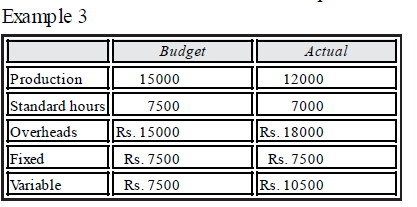 Example 3
Budget Actual
Production 15000 12000
Standard hours 7500 7000
Overheads Rs. 15000 Rs. 18000
Fixed Rs. 7500 Rs. 7500
Variable Rs. 7500 Rs. 10500